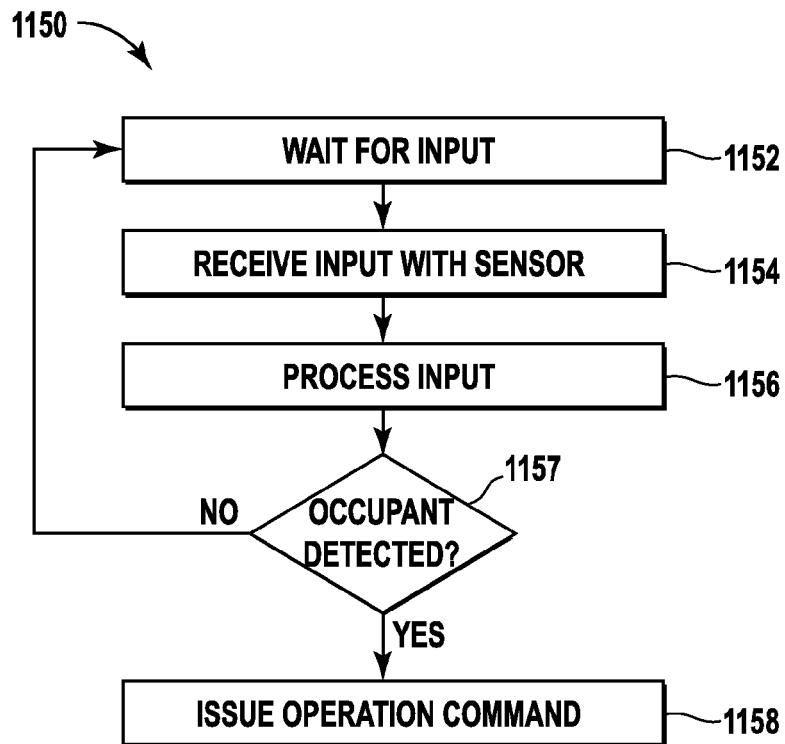 1150
WAIT FOR INPUT
1152
RECEIVE INPUT WITH SENSOR
1154
PROCESS INPUT
1156
1157
OCCUPANT
DETECTED?
NO
YES
ISSUE OPERATION COMMAND
1158